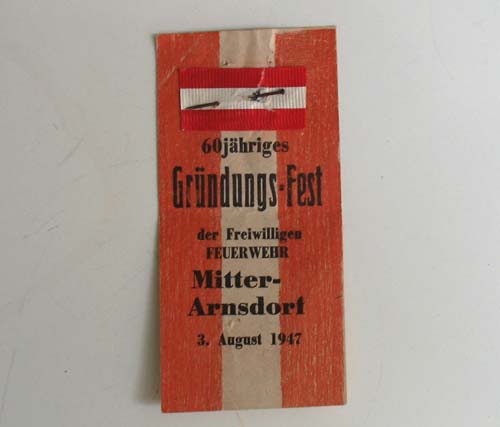 60jähriges
Gründungs-Fest
der Freiwilligen
FEUERWEHR
Mitter-
Arnsdorf
3. August 1947